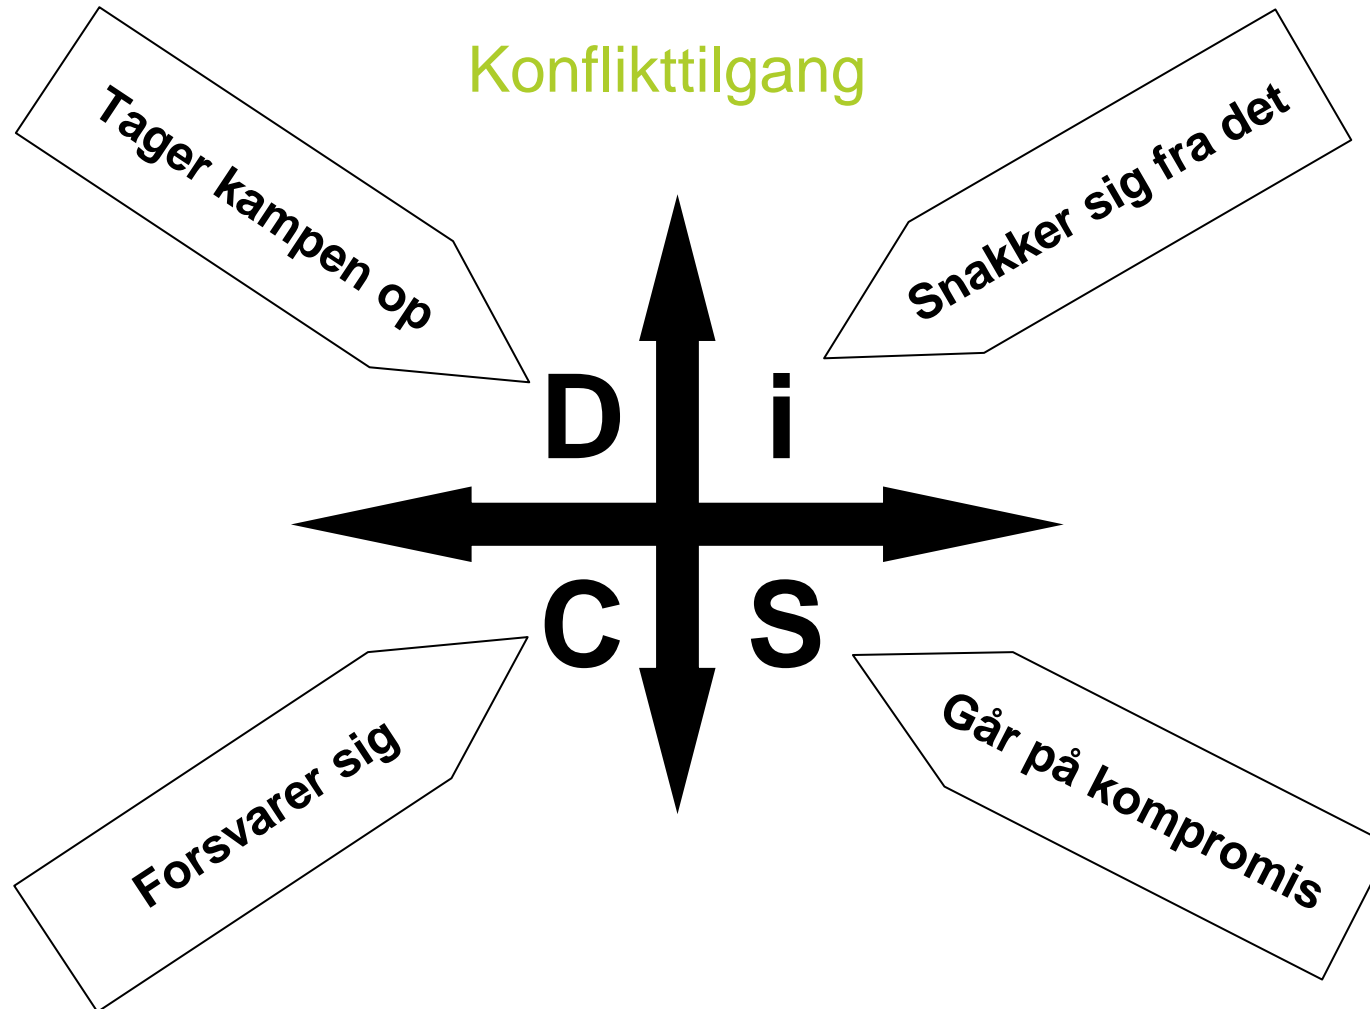 Konflikttilgang
Tager kampen op
Snakker sig fra det
D
i
C
S
Forsvarer sig
Går på kompromis